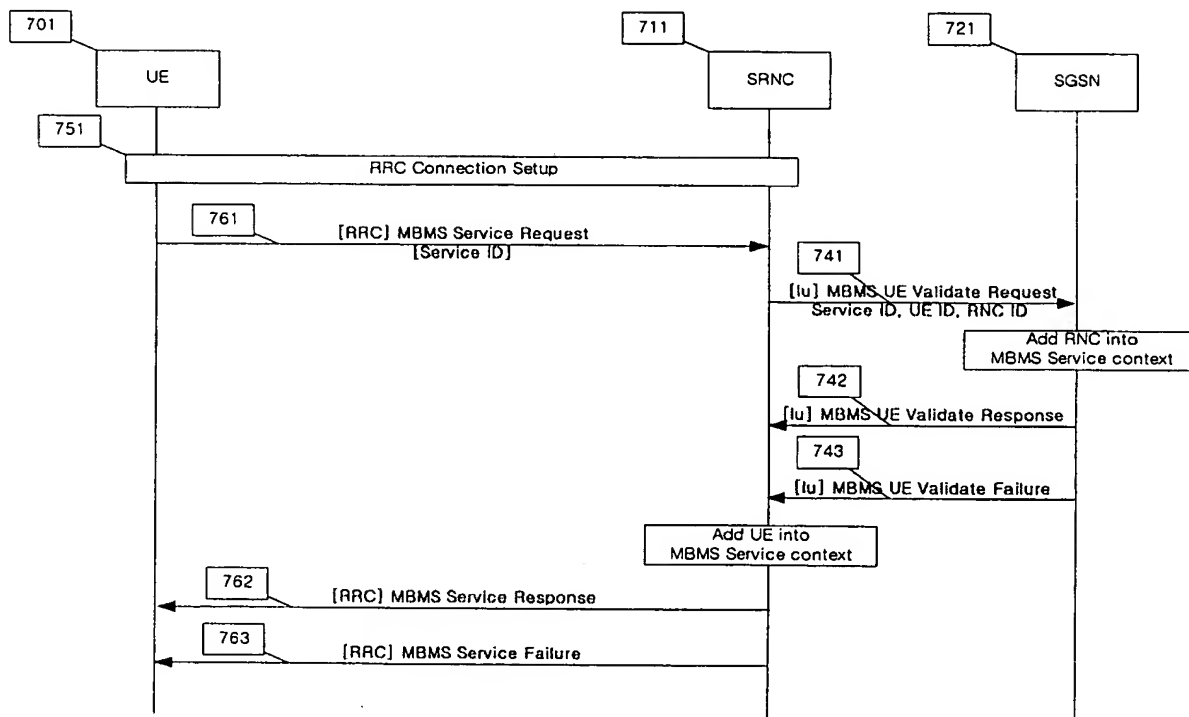 701
711
721
UE
SRNC
SGSN
751
RRC Connection Setup
761
[RRC] MBMS Service Request
[Service ID]
741
[Iu] MBMS UE Validate Request
Service ID, UE ID, RNC ID
Add RNC into
MBMS Service context
742
[Iu] MBMS UE Validate Response
743
[Iu] MBMS UE Validate Failure
Add UE into
MBMS Service context
762
[RRC] MBMS Service Response
763
[RRC] MBMS Service Failure